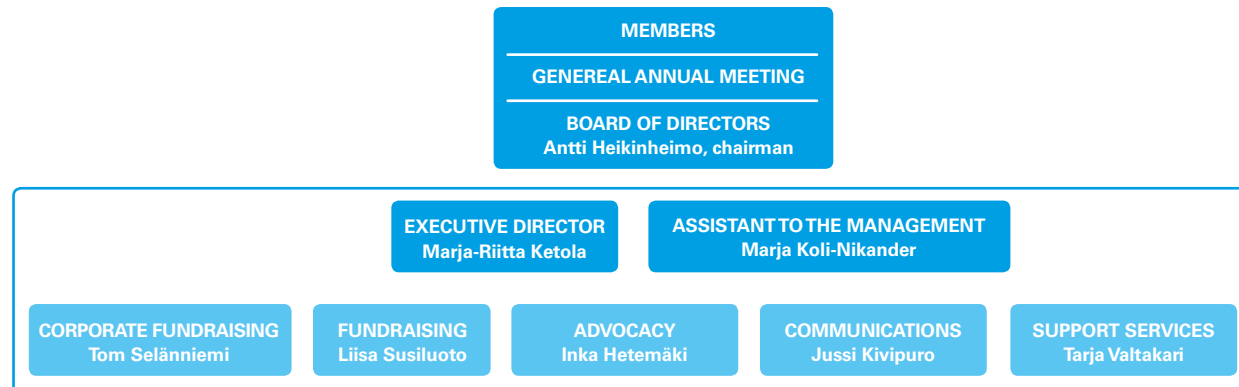 MEMBERS
GENEREAL ANNUAL MEETING
BOARD OF DIRECTORS
Antti Heikinheimo, chairman
EXECUTIVE DIRECTOR
Marja-Riitta Ketola
ASSISTANT TO THE MANAGEMENT
Marja Koli-Nikander
CORPORATE FUNDRAISING
Tom Selänniemi
FUNDRAISING
Liisa Susiluoto
ADVOCACY
Inka Hetemäki
COMMUNICATIONS
Jussi Kivipuro
SUPPORT SERVICES
Tarja Valtakari